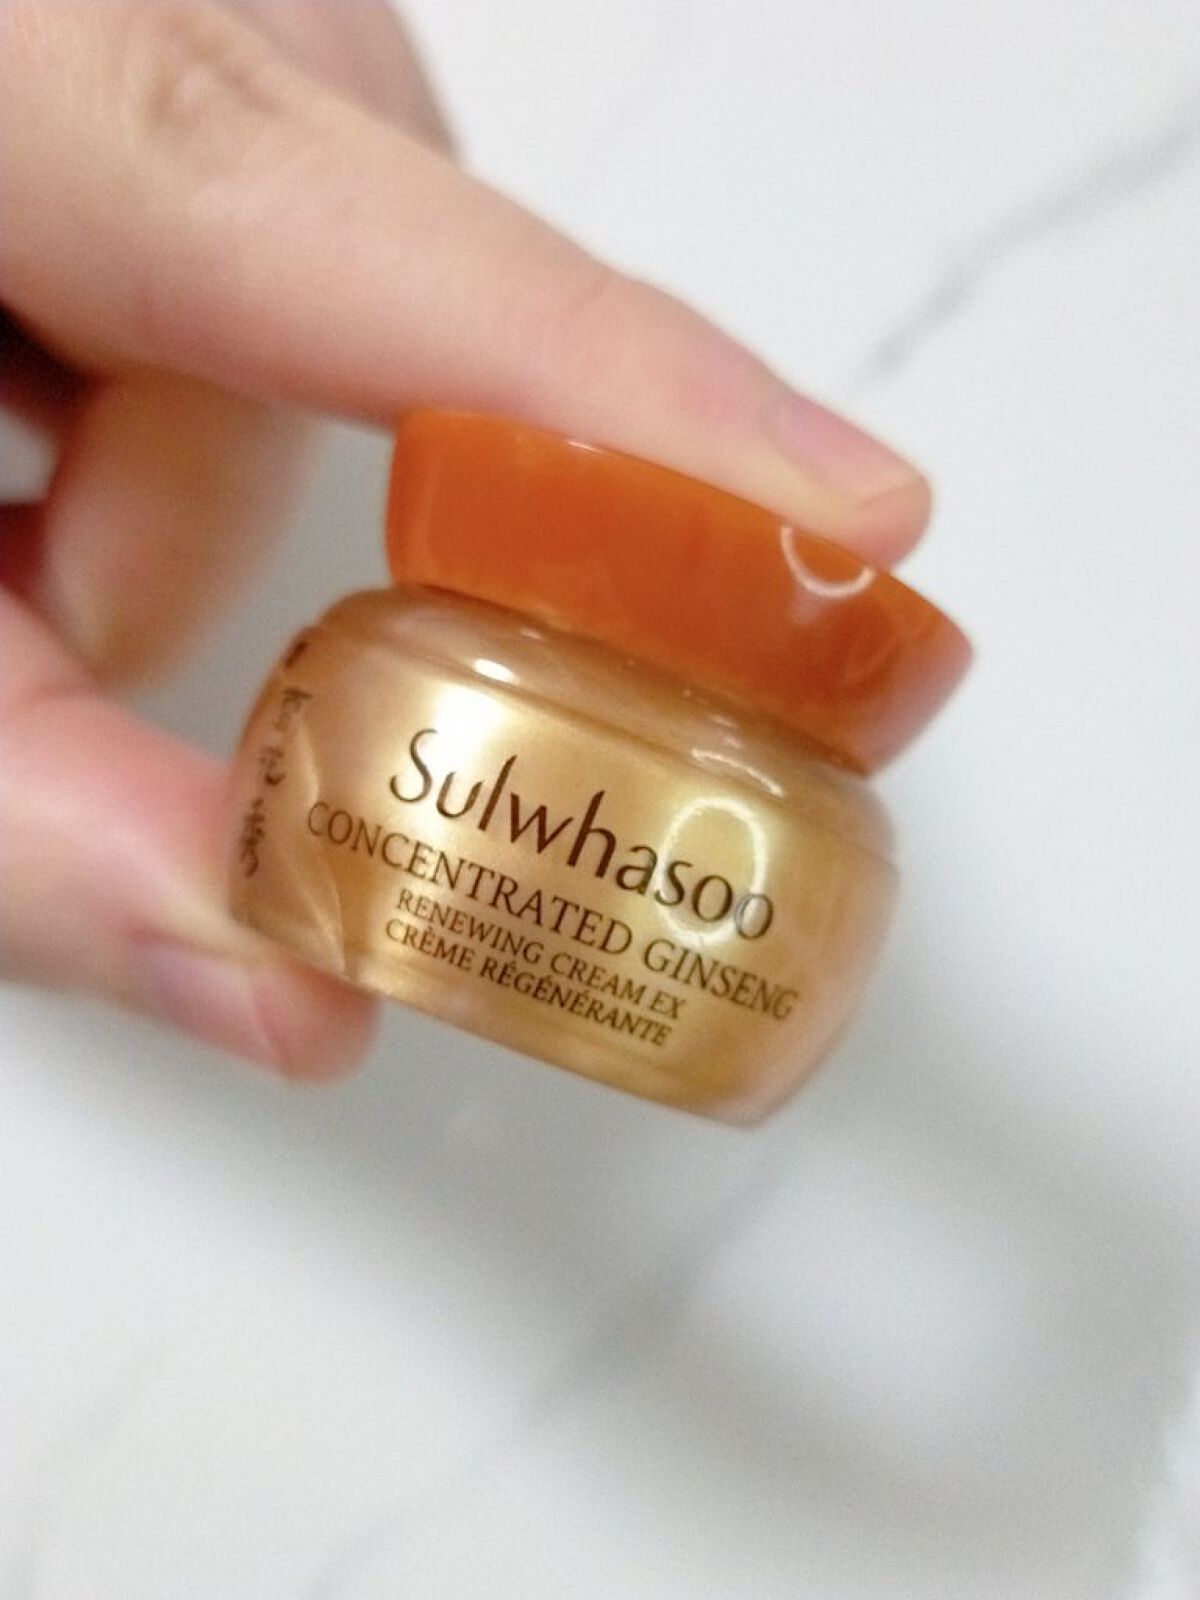 Sulwhasoo
CONCENTRATED GINSENG
RENEWING CREAM EX
CRÈME RÉGÉNÉRANTE